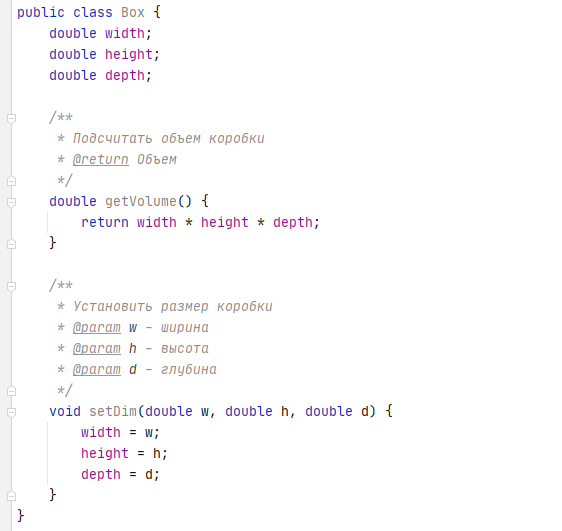 public class Box {
    double width;
    double height;
    double depth;

    /**
     * Подсчитать объем коробки
     * @return Объем
     */
    double getVolume() {
        return width * height * depth;
    }

    /**
     * Установить размер коробки
     * @param w – ширина
     * @param h – высота
     * @param d – глубина
     */
    void setDim(double w, double h, double d) {
        width = w;
        height = h;
        depth = d;
    }
}